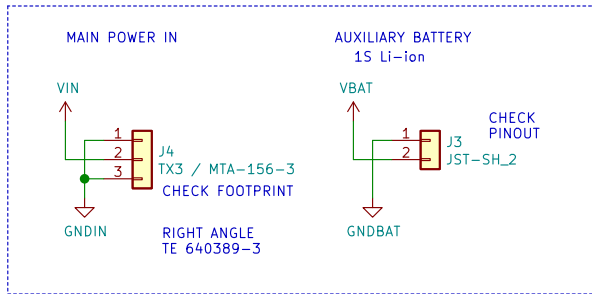 MAIN POWER IN
AUXILIARY BATTERY
1S Li-ion
VIN
VBAT
1
2
3
J4
TX3 / MTA-156-3
CHECK FOOTPRINT
GNDIN
RIGHT ANGLE
TE 640389-3
1
2
CHECK
PINOUT
J3
JST-SH_2
GNDBAT